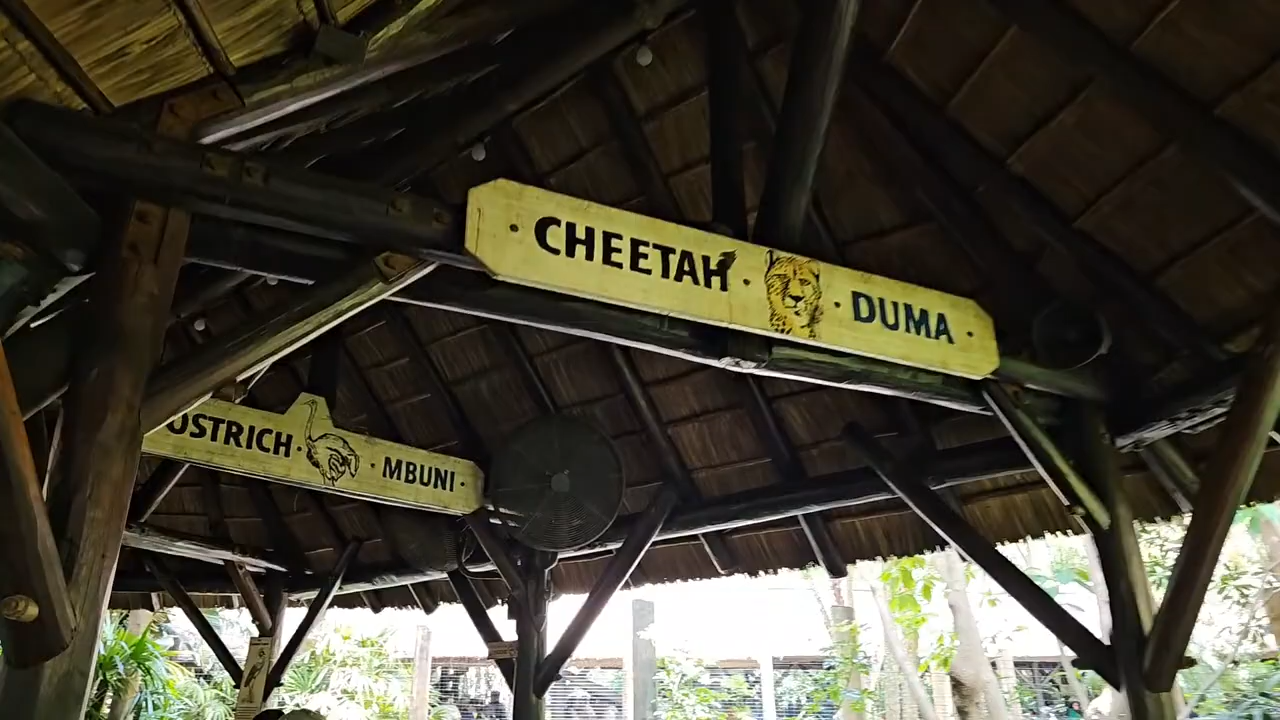 CHEETAH · DUMA ·
OSTRICH · MBUNI ·